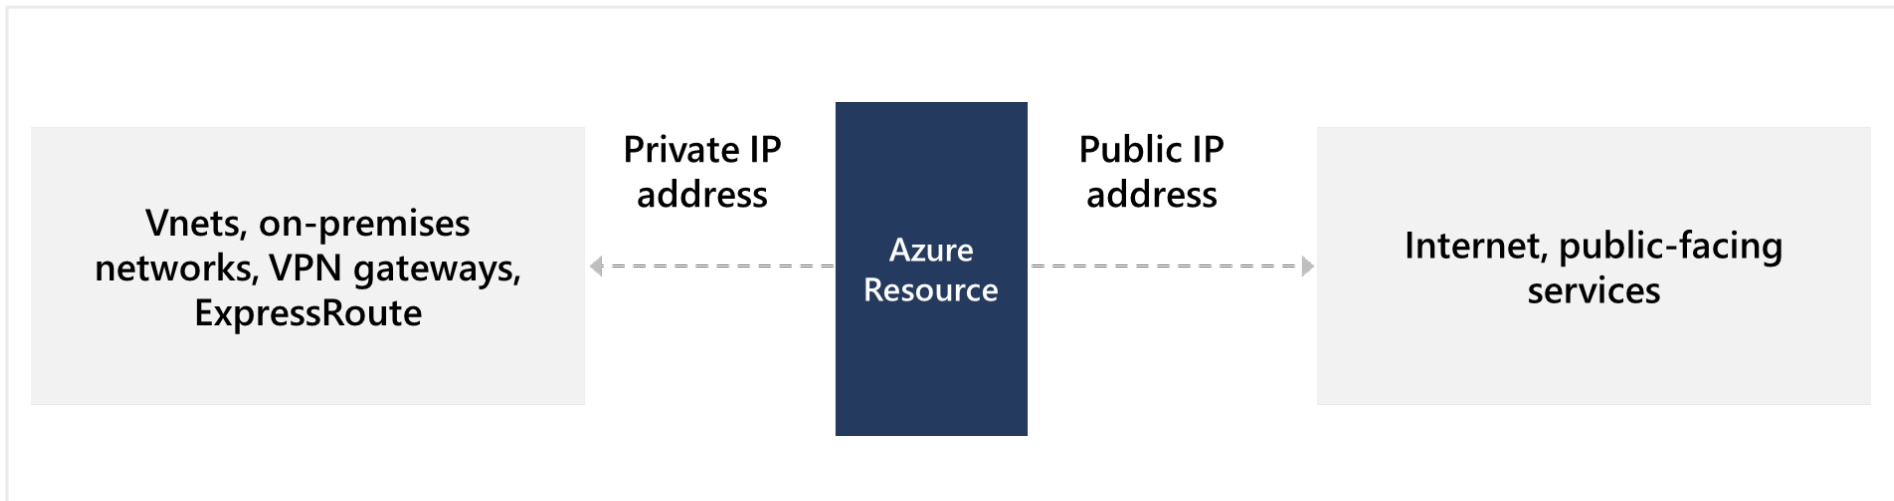 Vnets, on-premises
networks, VPN gateways,
ExpressRoute
Private IP
address
Azure
Resource
Public IP
address
Internet, public-facing
services